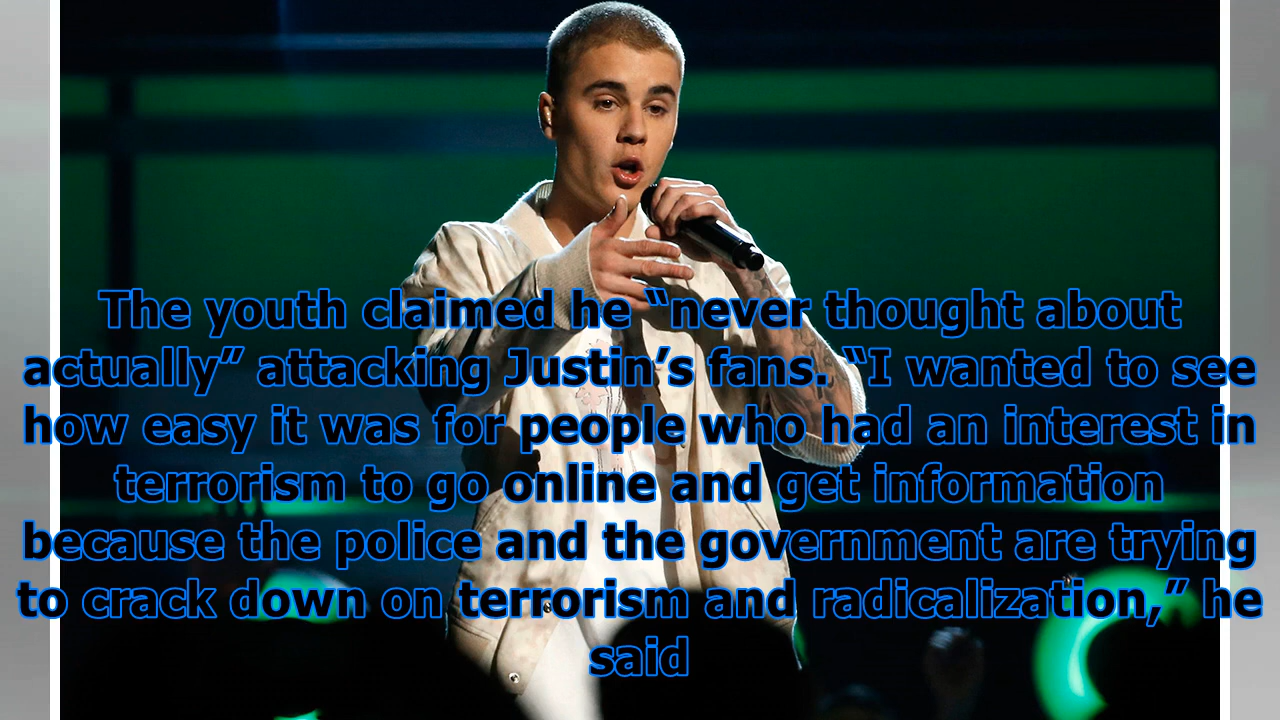 The youth claimed he “never thought about
actually” attacking Justin’s fans. “I wanted to see
how easy it was for people who had an interest in
terrorism to go online and get information
because the police and the government are trying
to crack down on terrorism and radicalization,” he
said